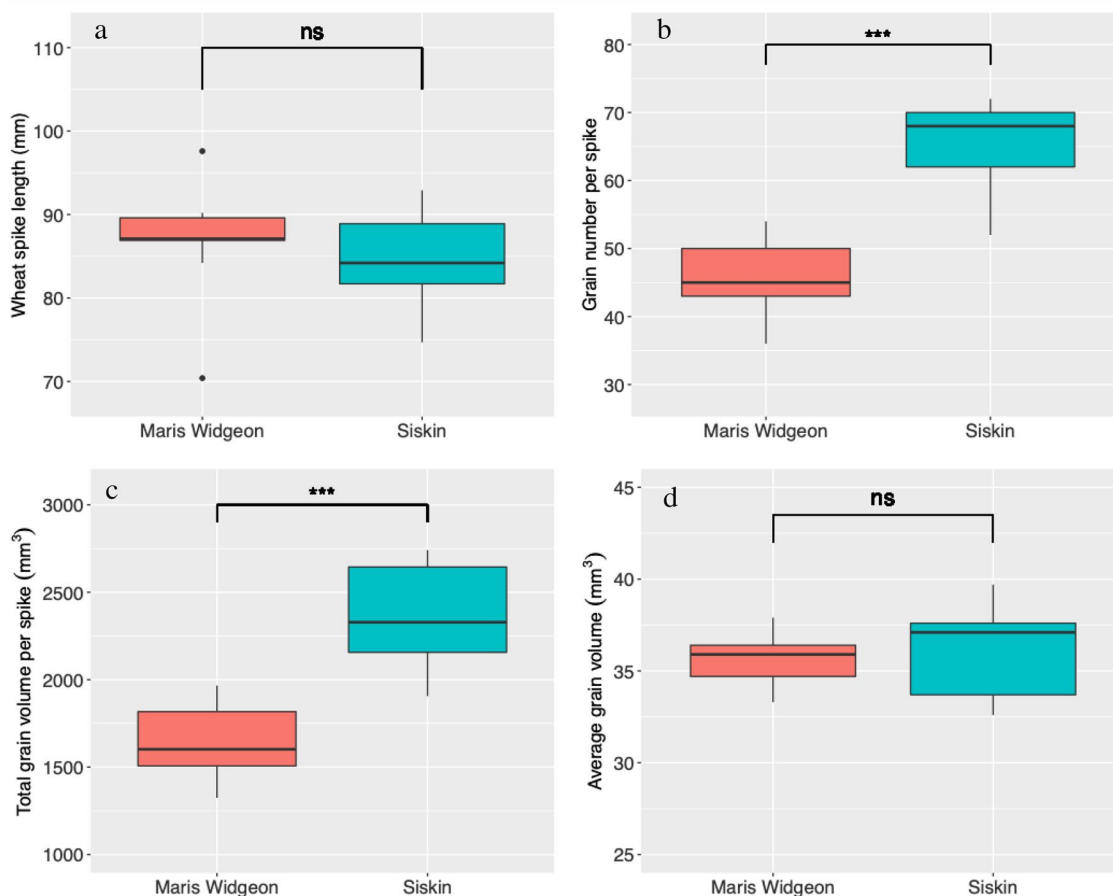 a
ns
110
100
90
80
70
Wheat spike length (mm)
Maris Widgeon
Siskin
b
***
80
70
60
50
40
30
Grain number per spike
Maris Widgeon
Siskin
c
***
3000
2500
2000
1500
1000
Total grain volume per spike (mm³)
Maris Widgeon
Siskin
d
ns
45
40
35
30
25
Average grain volume (mm³)
Maris Widgeon
Siskin